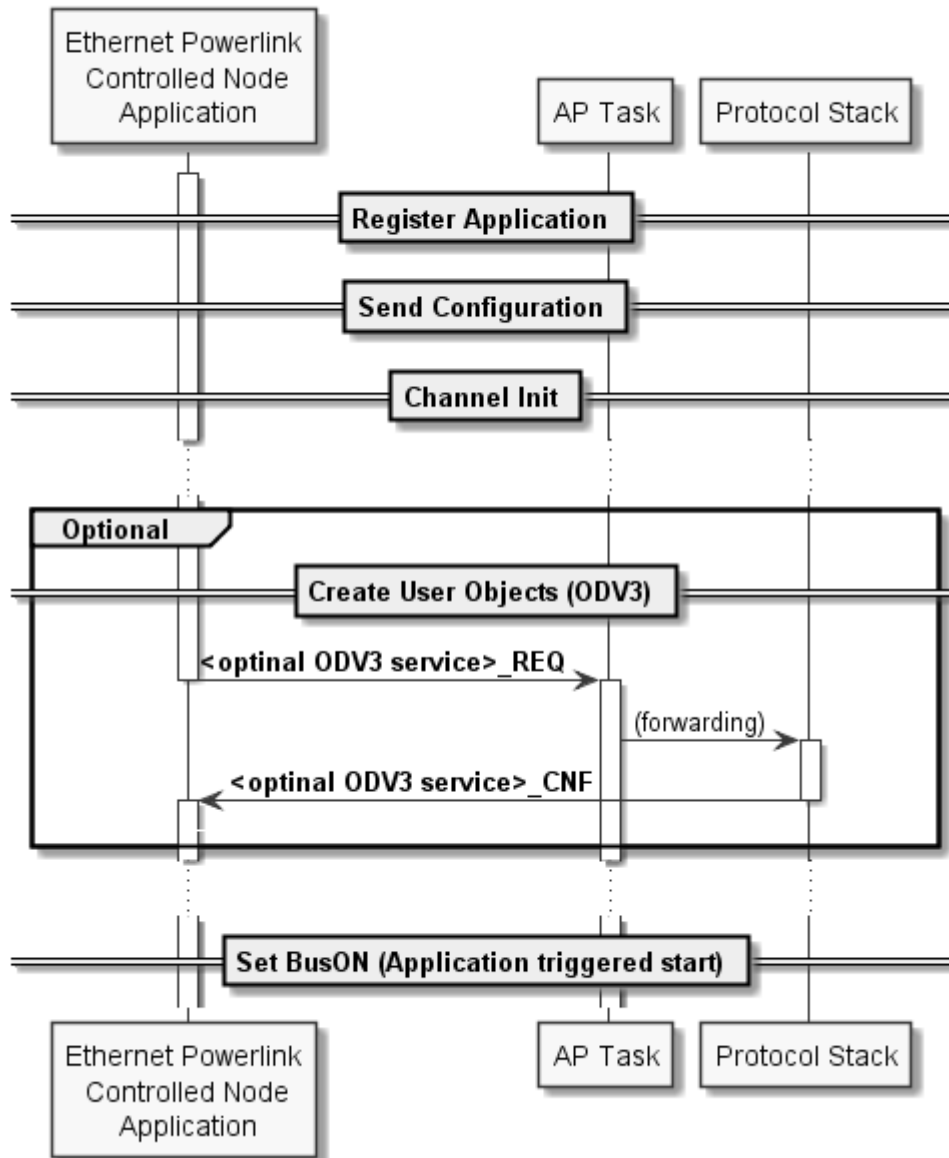 Ethernet Powerlink
Controlled Node
Application
AP Task
Protocol Stack
Register Application
Send Configuration
Channel Init
Optional
Create User Objects (ODV3)
<optinal ODV3 service>_REQ
(forwarding)
<optinal ODV3 service>_CNF
Set BusON (Application triggered start)
Ethernet Powerlink
Controlled Node
Application
AP Task
Protocol Stack